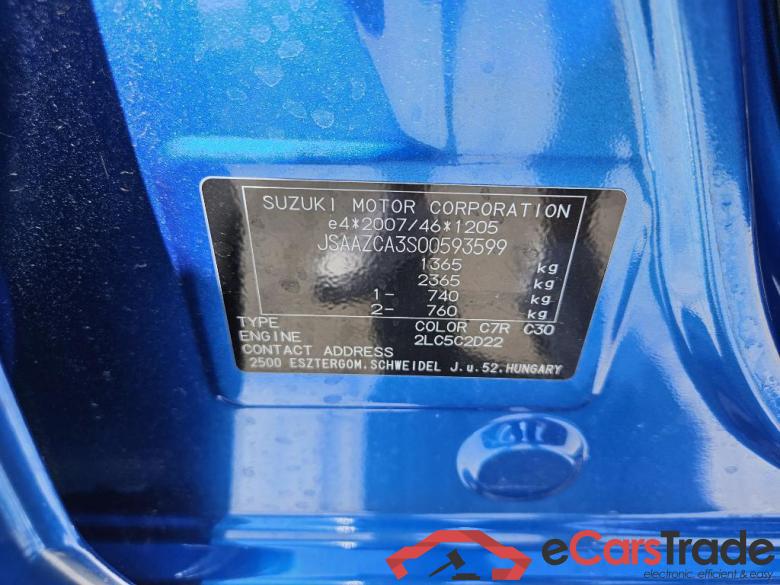 SUZUKI MOTOR CORPORATION
e4*2007/46*1205
JSAAZCA3S00593599
1365 kg
2365 kg
1- 740 kg
2- 760 kg
TYPE COLOR C7R C30
ENGINE 2LC5C2D22
CONTACT ADDRESS
2500 ESZTERGOM.SCHWEIDEL J.u.52.HUNGARY
eCarsTrade
electronic, efficient & easy